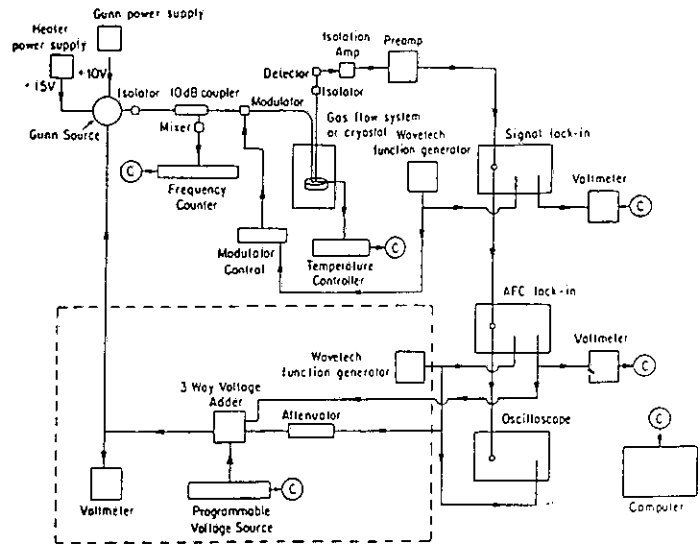 Gunn power supply
Heater
power supply
+ 15V
+ 10V
Isolator
10 dB coupler
Gunn Source
Mixer
Modulator
Detector
Isolation
Amp
Isolator
Preamp
Gas flow system
or cryostat
Wavetech
function generator
Signal lock-in
Voltmeter
C
C
Frequency
Counter
Modulator
Control
Temperature
Controller
C
AFC lock-in
Voltmeter
C
Wavetech
function generator
3 Way Voltage
Adder
Attenuator
Oscilloscope
C
Computer
Voltmeter
Programmable
Voltage Source
C